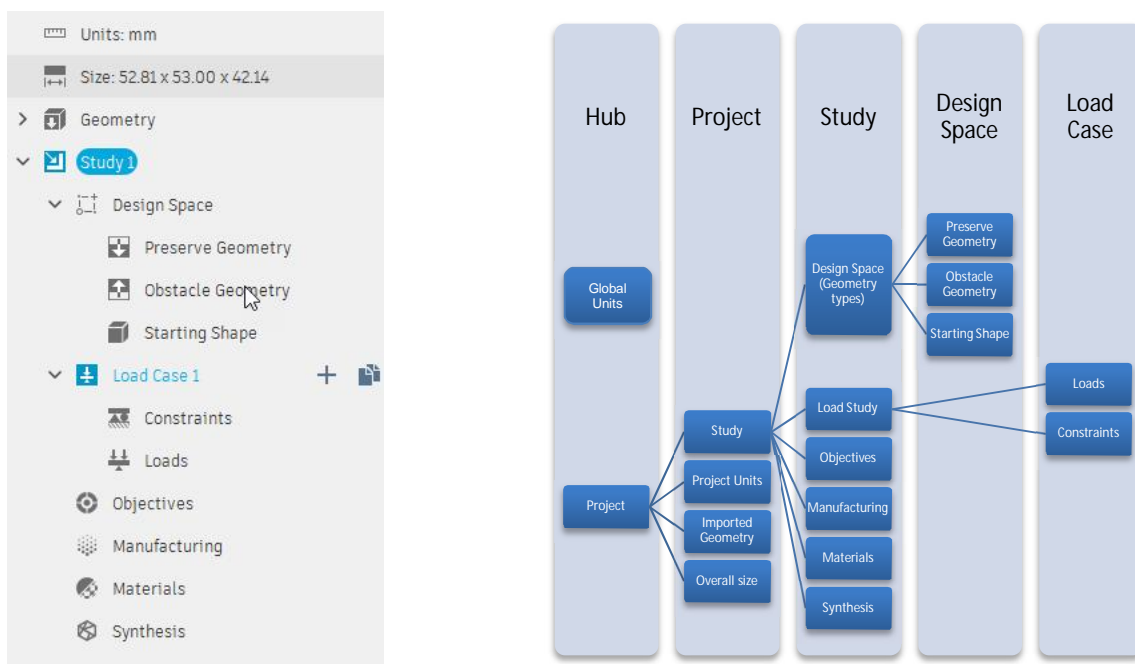 Units: mm
Size: 52.81 x 53.00 x 42.14
Geometry
Study 1
Design Space
Preserve Geometry
Obstacle Geometry
Starting Shape
Load Case 1
Constraints
Loads
Objectives
Manufacturing
Materials
Synthesis
Hub
Global
Units
Project
Project
Study
Project Units
Imported
Geometry
Overall size
Study
Design Space
(Geometry
types)
Load Study
Objectives
Manufacturing
Materials
Synthesis
Design
Space
Preserve
Geometry
Obstacle
Geometry
Starting Shape
Load
Case
Loads
Constraints